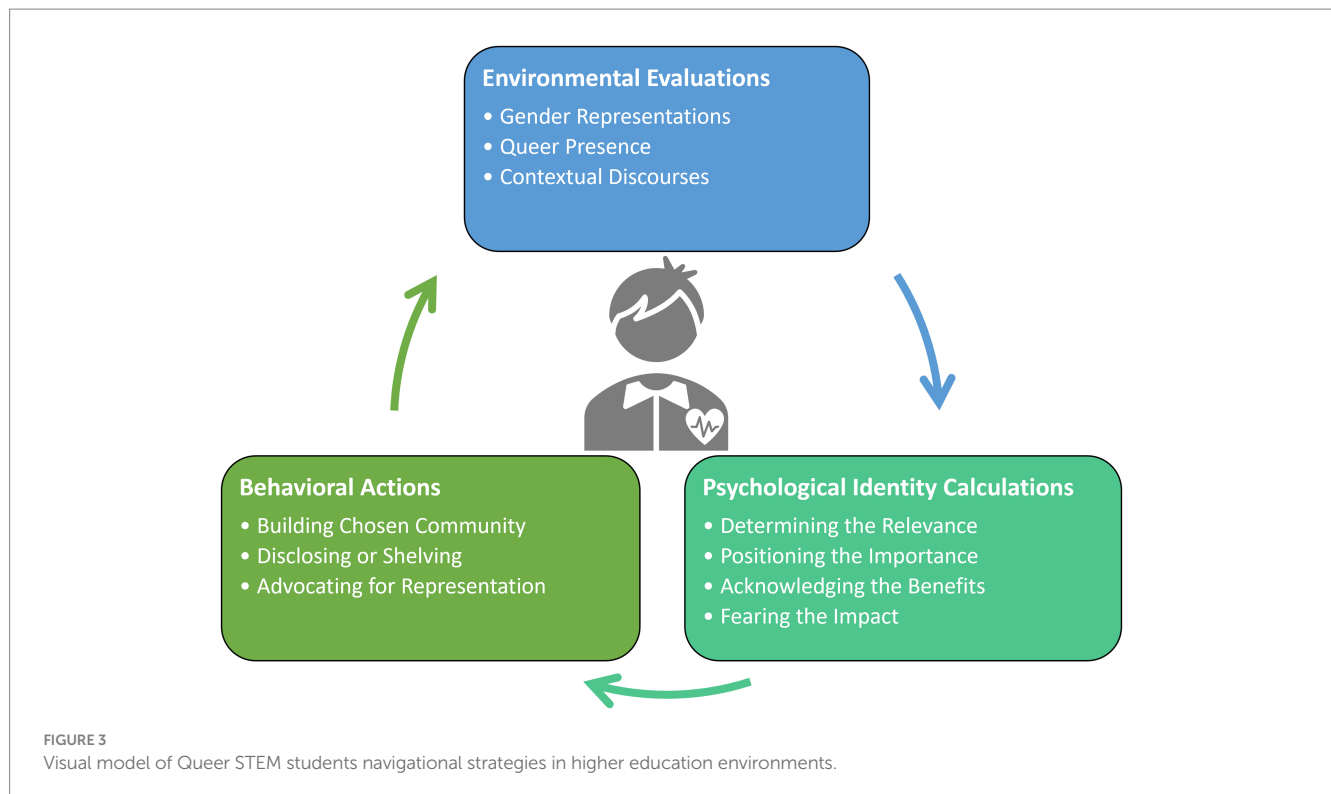 Environmental Evaluations
• Gender Representations
• Queer Presence
• Contextual Discourses
Behavioral Actions
• Building Chosen Community
• Disclosing or Shelving
• Advocating for Representation
Psychological Identity Calculations
• Determining the Relevance
• Positioning the Importance
• Acknowledging the Benefits
• Fearing the Impact
FIGURE 3
Visual model of Queer STEM students navigational strategies in higher education environments.